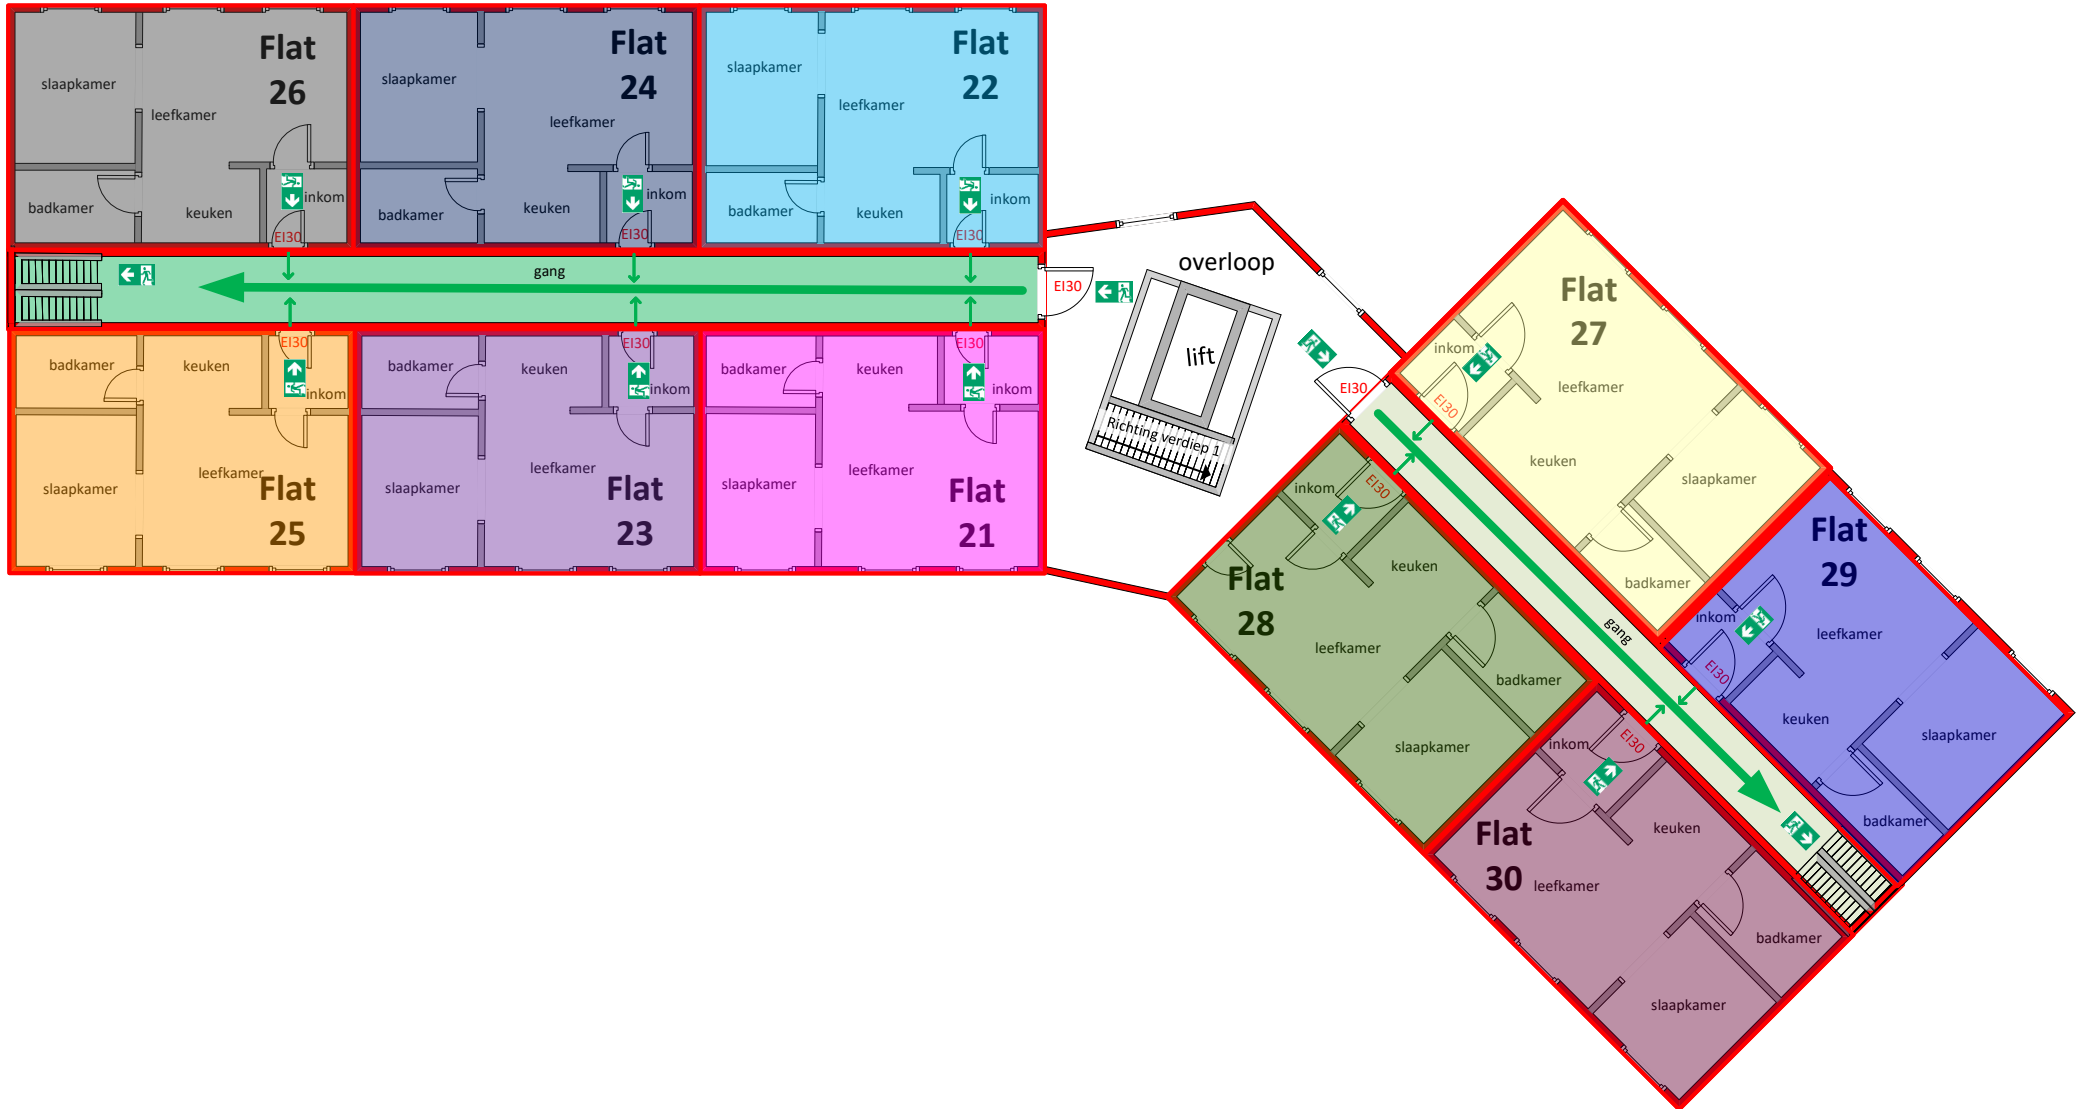 Flat
26
slaapkamer
leefkamer
badkamer
keuken
inkom
EI30
Flat
24
slaapkamer
leefkamer
badkamer
keuken
inkom
EI30
Flat
22
slaapkamer
leefkamer
badkamer
keuken
inkom
EI30
gang
EI30
overloop
lift
Richting verdiep 1
EI30
badkamer
keuken
EI30
inkom
slaapkamer
leefkamer
Flat
25
badkamer
keuken
EI30
inkom
slaapkamer
leefkamer
Flat
23
badkamer
keuken
EI30
inkom
slaapkamer
leefkamer
Flat
21
Flat
27
inkom
EI30
leefkamer
keuken
slaapkamer
badkamer
inkom
EI30
Flat
28
keuken
leefkamer
badkamer
slaapkamer
gang
Flat
29
inkom
EI30
leefkamer
keuken
slaapkamer
badkamer
inkom
EI30
Flat
30
keuken
leefkamer
badkamer
slaapkamer